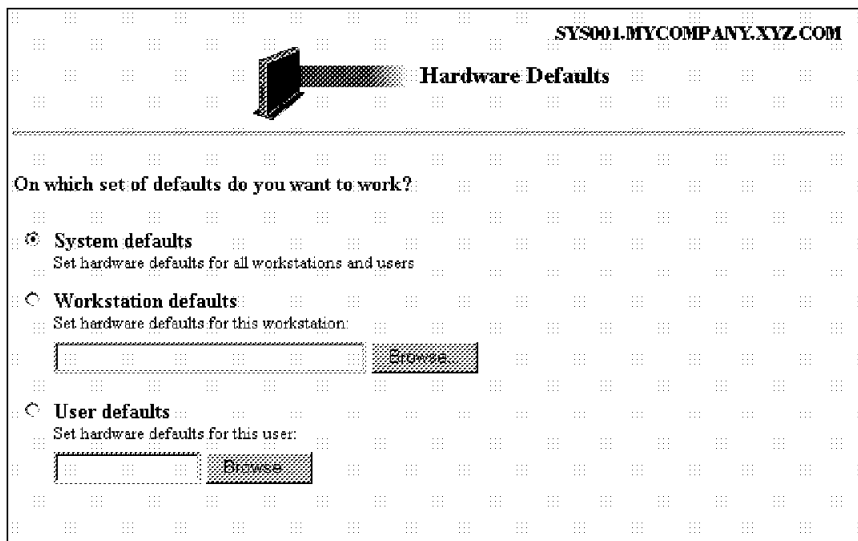 SYS001.MYCOMPANY.XYZ.COM
Hardware Defaults
On which set of defaults do you want to work?
System defaults
Set hardware defaults for all workstations and users
Workstation defaults
Set hardware defaults for this workstation:
Browse...
User defaults
Set hardware defaults for this user:
Browse...